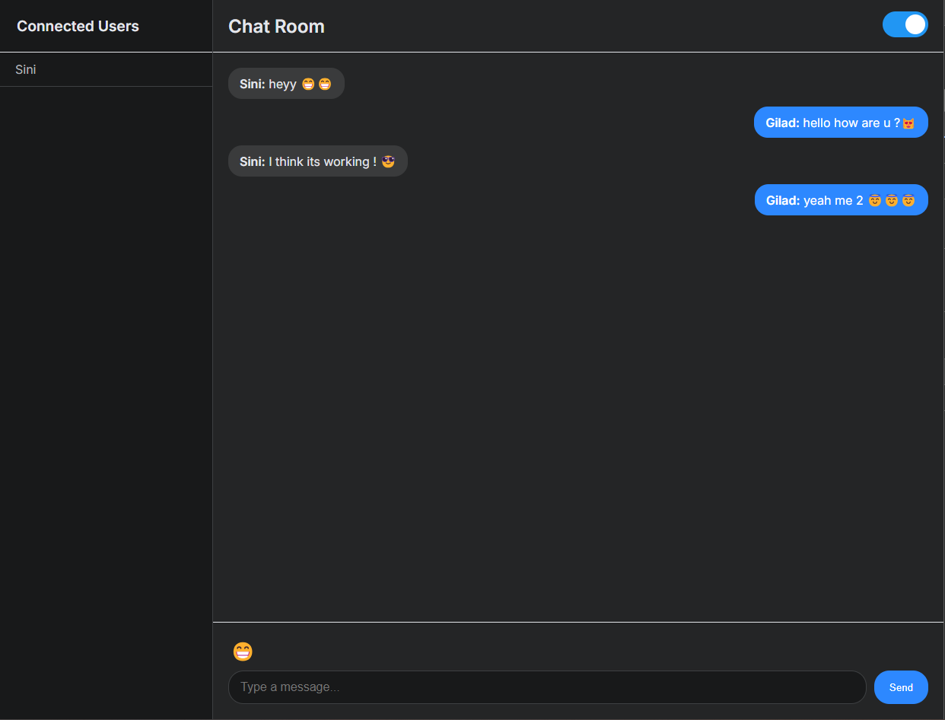 Connected Users
Sini
Chat Room
Sini: heyy 😁😁
Gilad: hello how are u ?😼
Sini: I think its working !
Gilad: yeah me 2
😁
Type a message...
Send